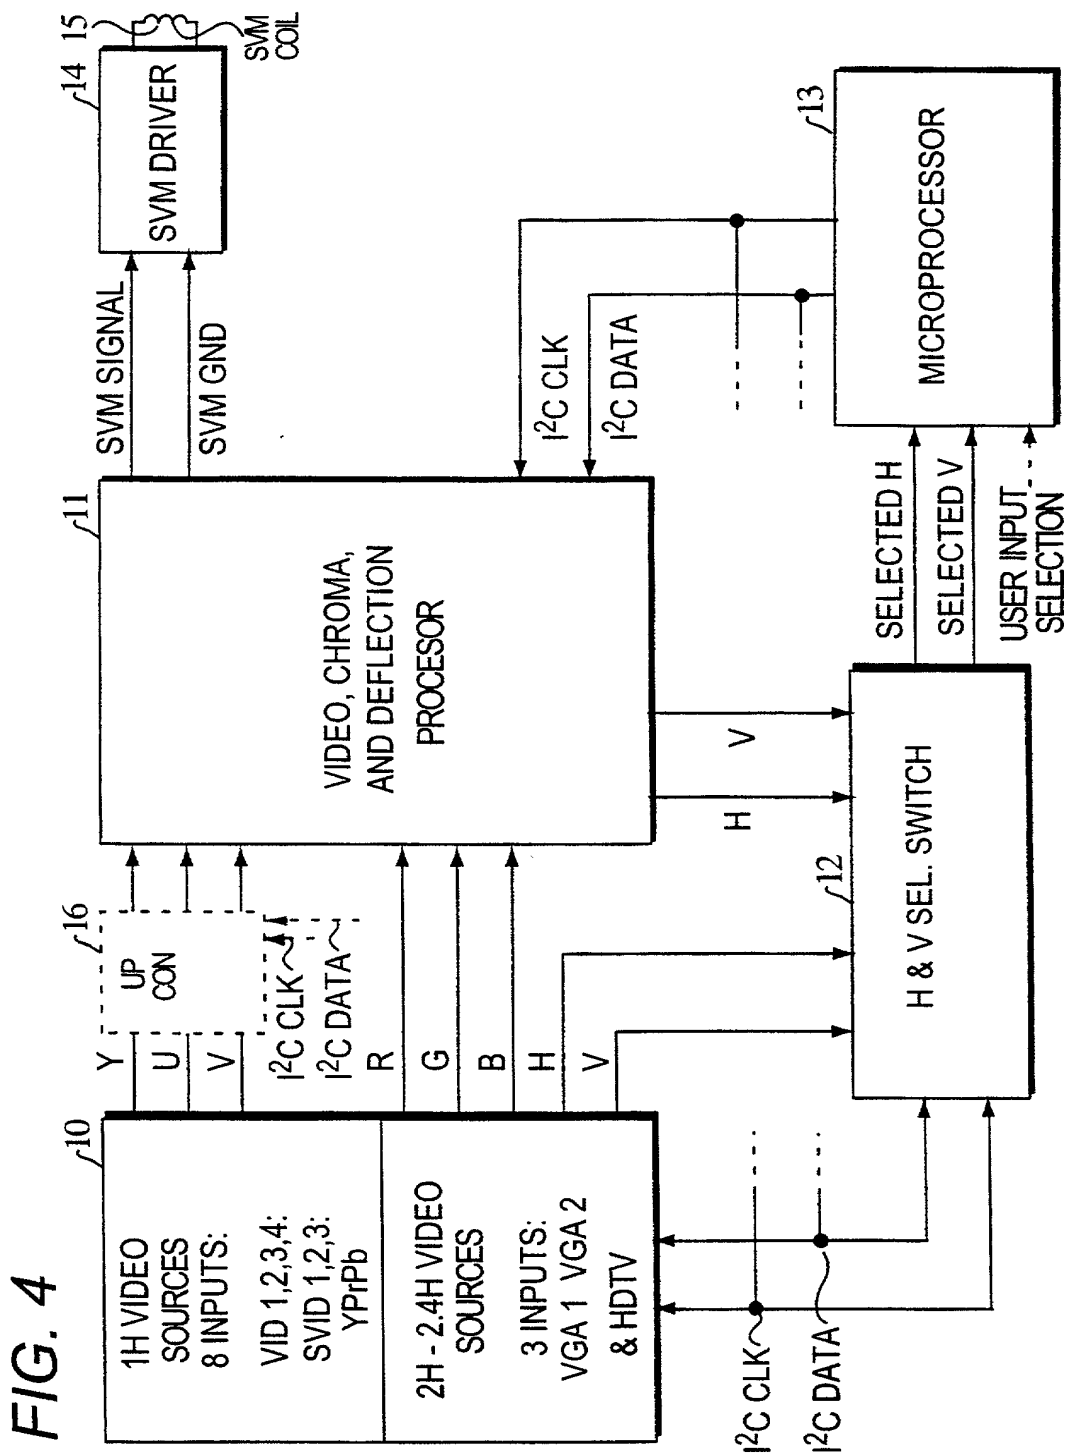 FIG. 4
10
1H VIDEO
SOURCES
8 INPUTS:
VID 1,2,3,4:
SVID 1,2,3:
YPrPb
2H - 2.4H VIDEO
SOURCES
3 INPUTS:
VGA 1 VGA 2
& HDTV
Y
U
V
16
UP
CON
I²C CLK
I²C DATA
R
G
B
H
V
11
VIDEO, CHROMA,
AND DEFLECTION
PROCESOR
SVM SIGNAL
SVM GND
14
SVM DRIVER
15
SVM
COIL
I²C CLK
I²C DATA
H
V
I²C CLK
I²C DATA
12
H & V SEL. SWITCH
SELECTED H
SELECTED V
USER INPUT
SELECTION
13
MICROPROCESSOR